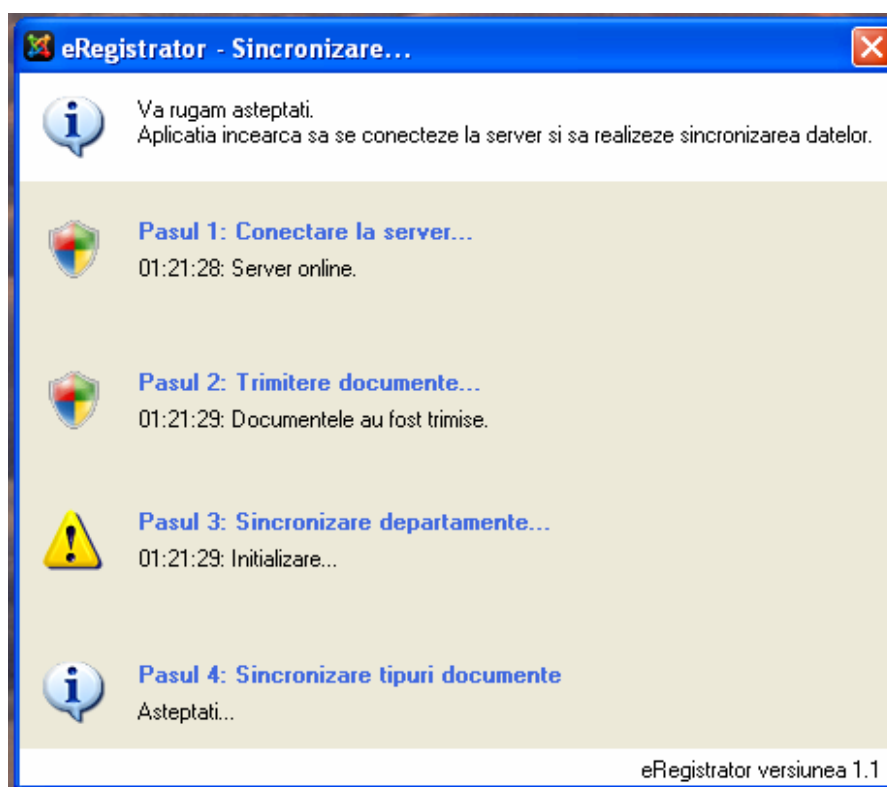 eRegistrator - Sincronizare...
Va rugam asteptati.
Aplicatia incearca sa se conecteze la server si sa realizeze sincronizarea datelor.
Pasul 1: Conectare la server...
01:21:28: Server online.
Pasul 2: Trimitere documente...
01:21:29: Documentele au fost trimise.
Pasul 3: Sincronizare departamente...
01:21:29: Initializare...
Pasul 4: Sincronizare tipuri documente
Asteptati...
eRegistrator versiunea 1.1